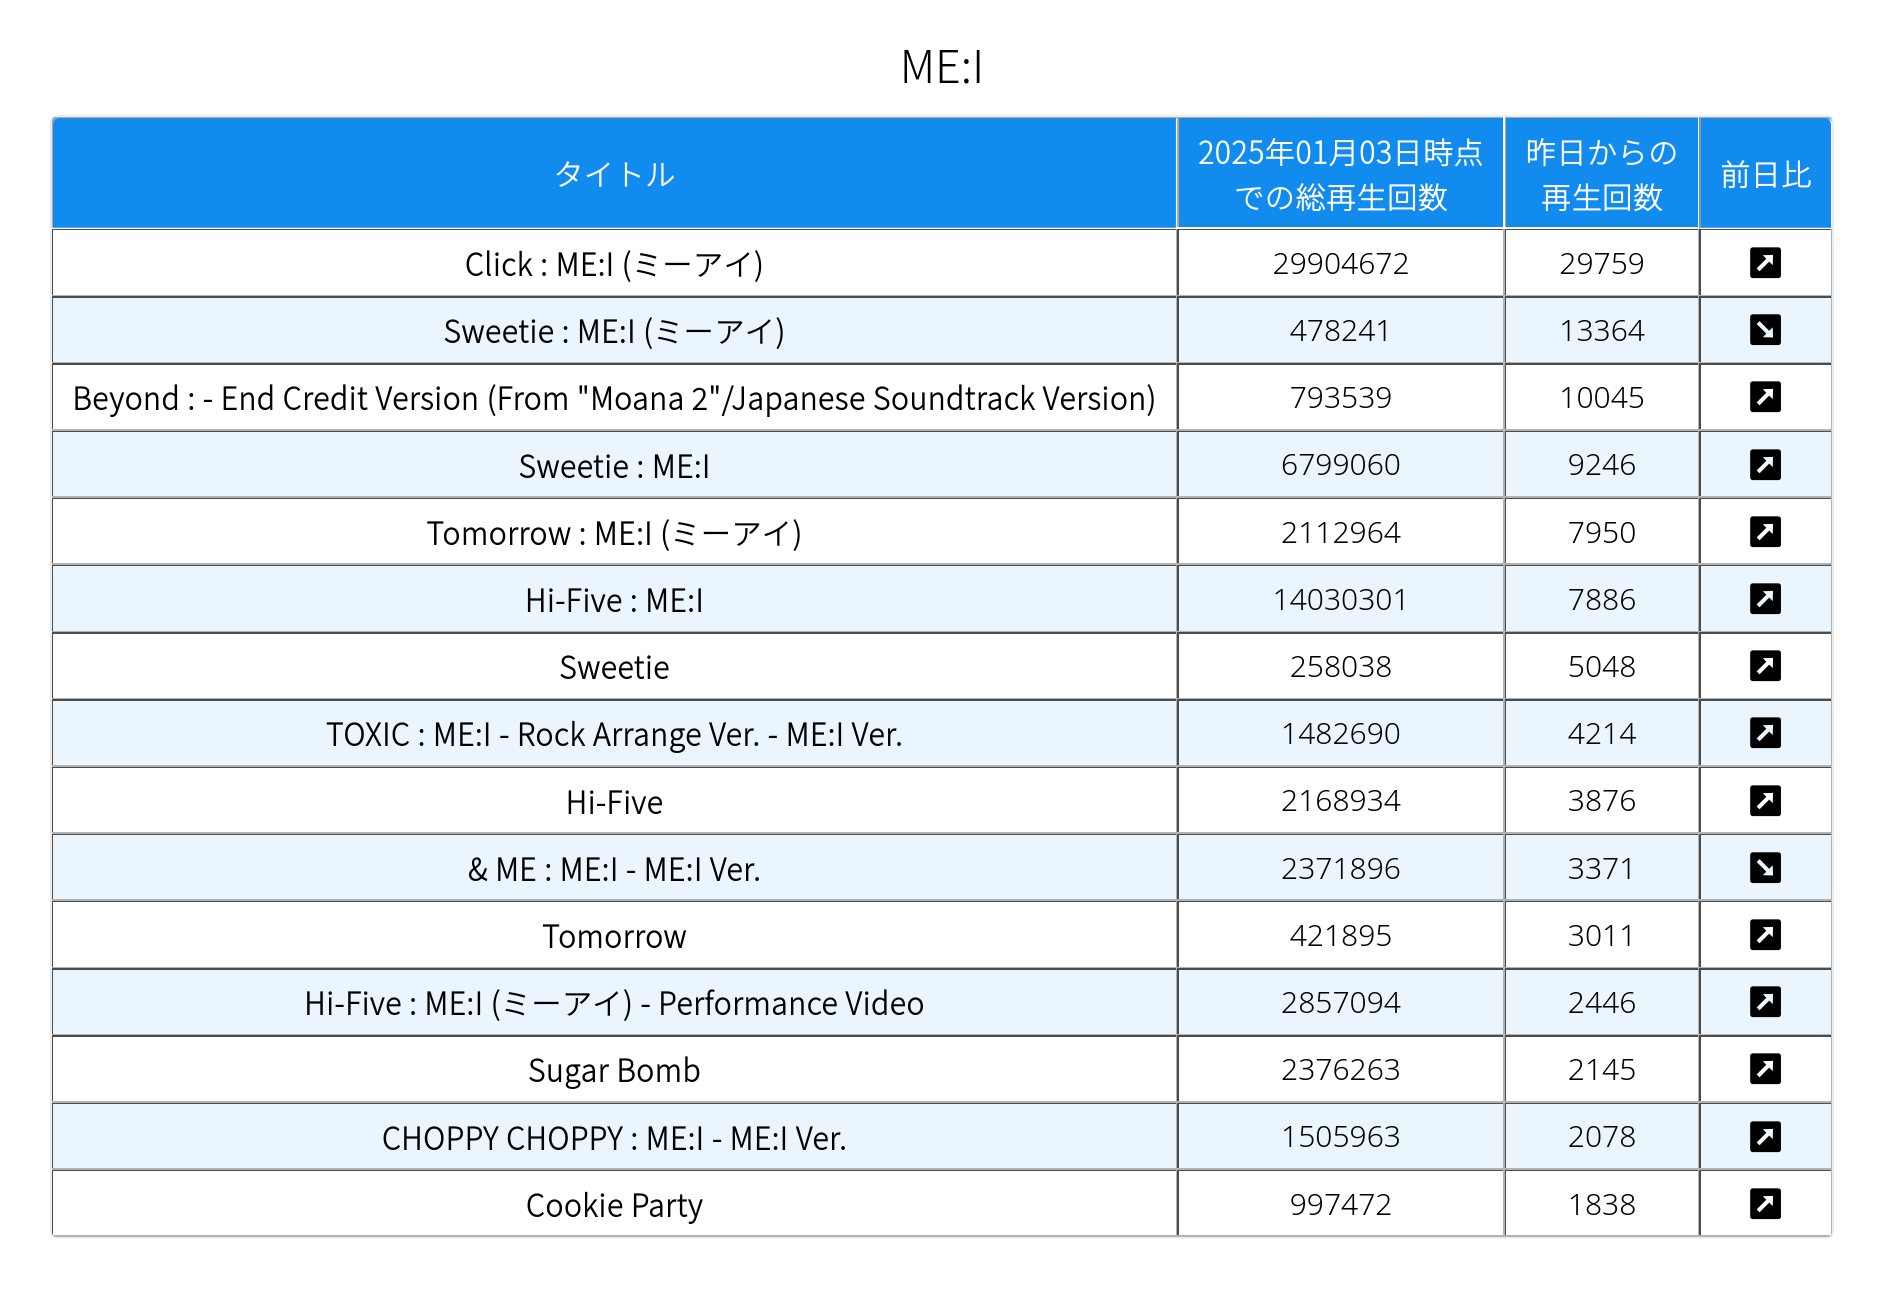 ME:I
タイトル
2025年01月03日時点
での総再生回数
昨日からの
再生回数
前日比
Click : ME:I (ミーアイ) 29904672 29759
Sweetie : ME:I (ミーアイ) 478241 13364
Beyond : - End Credit Version (From "Moana 2"/Japanese Soundtrack Version) 793539 10045
Sweetie : ME:I 6799060 9246
Tomorrow : ME:I (ミーアイ) 2112964 7950
Hi-Five : ME:I 14030301 7886
Sweetie 258038 5048
TOXIC : ME:I - Rock Arrange Ver. - ME:I Ver. 1482690 4214
Hi-Five 2168934 3876
& ME : ME:I - ME:I Ver. 2371896 3371
Tomorrow 421895 3011
Hi-Five : ME:I (ミーアイ) - Performance Video 2857094 2446
Sugar Bomb 2376263 2145
CHOPPY CHOPPY : ME:I - ME:I Ver. 1505963 2078
Cookie Party 997472 1838